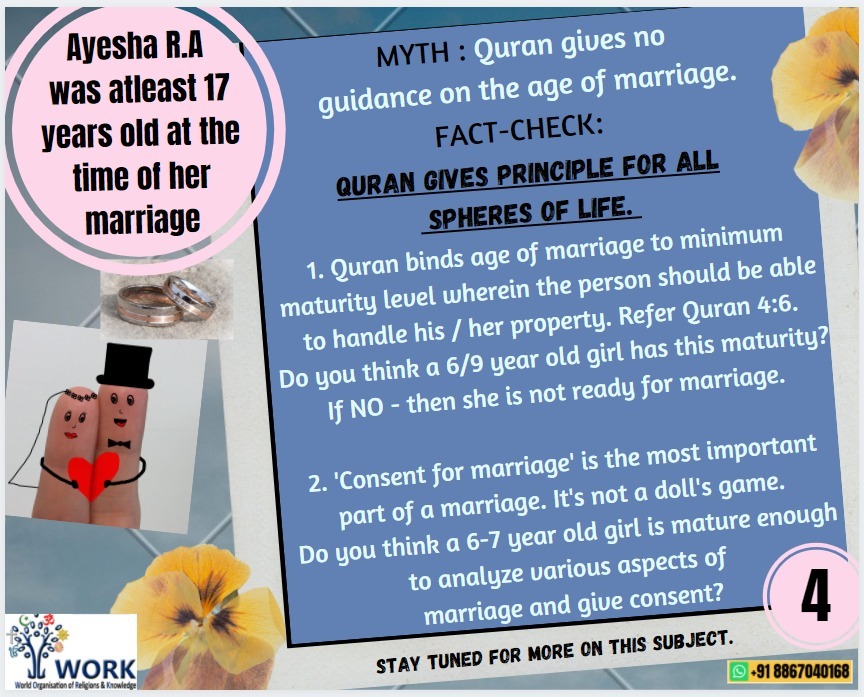 Ayesha R.A
was atleast 17
years old at the
time of her
marriage
MYTH : Quran gives no
guidance on the age of marriage.
FACT-CHECK:
QURAN GIVES PRINCIPLE FOR ALL
SPHERES OF LIFE.
1. Quran binds age of marriage to minimum
maturity level wherein the person should be able
to handle his / her property. Refer Quran 4:6.
Do you think a 6/9 year old girl has this maturity?
If NO - then she is not ready for marriage.
2. 'Consent for marriage' is the most important
part of a marriage. It's not a doll's game.
Do you think a 6-7 year old girl is mature enough
to analyze various aspects of
marriage and give consent?
4
STAY TUNED FOR MORE ON THIS SUBJECT.
WORK
World Organisation of Religions & Knowledge
+91 8867040168